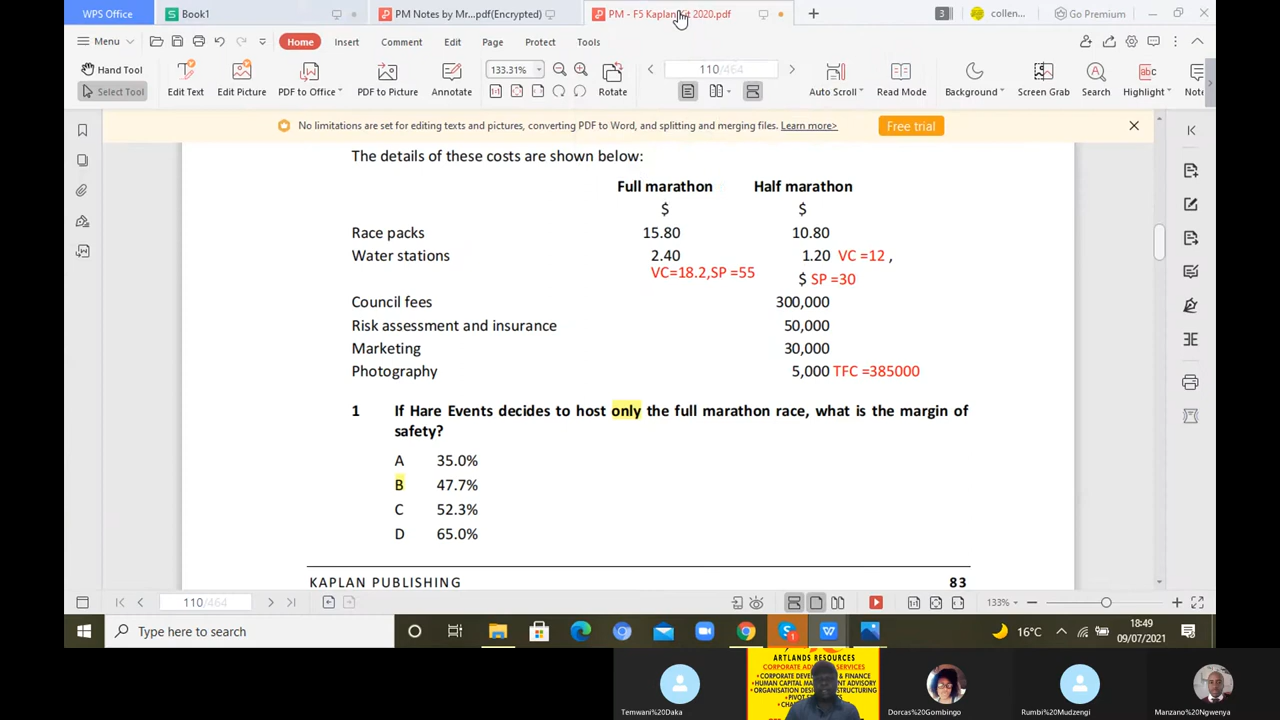 WPS Office
Book1
PM Notes by Mr...pdf(Encrypted)
PM - F5 Kaplan Kit 2020.pdf
3
collen...
Go Premium
Menu
Home
Insert
Comment
Edit
Page
Protect
Tools
Hand Tool
Select Tool
Edit Text
Edit Picture
PDF to Office
PDF to Picture
Annotate
133.31%
Rotate
110/464
Auto Scroll
Read Mode
Background
Screen Grab
Search
Highlight
Note
No limitations are set for editing texts and pictures, converting PDF to Word, and splitting and merging files. Learn more>
Free trial
The details of these costs are shown below:
Full marathon Half marathon
$ $
Race packs 15.80 10.80
Water stations 2.40 1.20 VC =12 ,
VC=18.2,SP =55 $ SP =30
Council fees 300,000
Risk assessment and insurance 50,000
Marketing 30,000
Photography 5,000 TFC =385000
1 If Hare Events decides to host only the full marathon race, what is the margin of
safety?
A 35.0%
B 47.7%
C 52.3%
D 65.0%
KAPLAN PUBLISHING 83
110/464
133%
Type here to search
16°C
18:49
09/07/2021
ARTLANDS RESOURCES
Temwani%20Daka
Dorcas%20Gombingo
Rumbi%20Mudzengi
Manzano%20Ngwenya